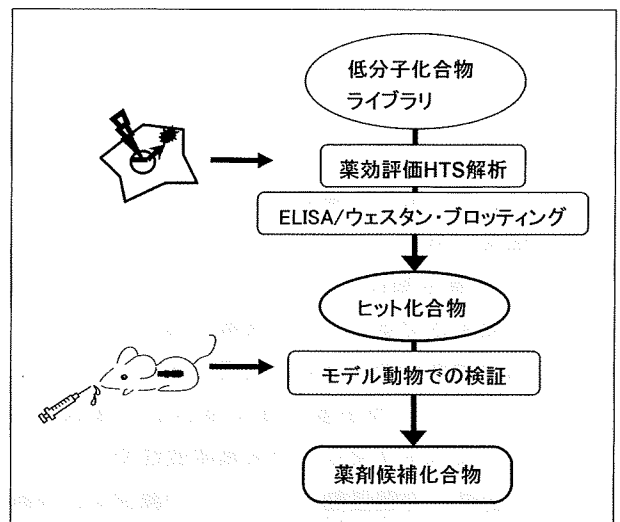 低分子化合物
ライブラリ
薬効評価HTS解析
ELISA/ウェスタン・ブロッティング
ヒット化合物
モデル動物での検証
薬剤候補化合物